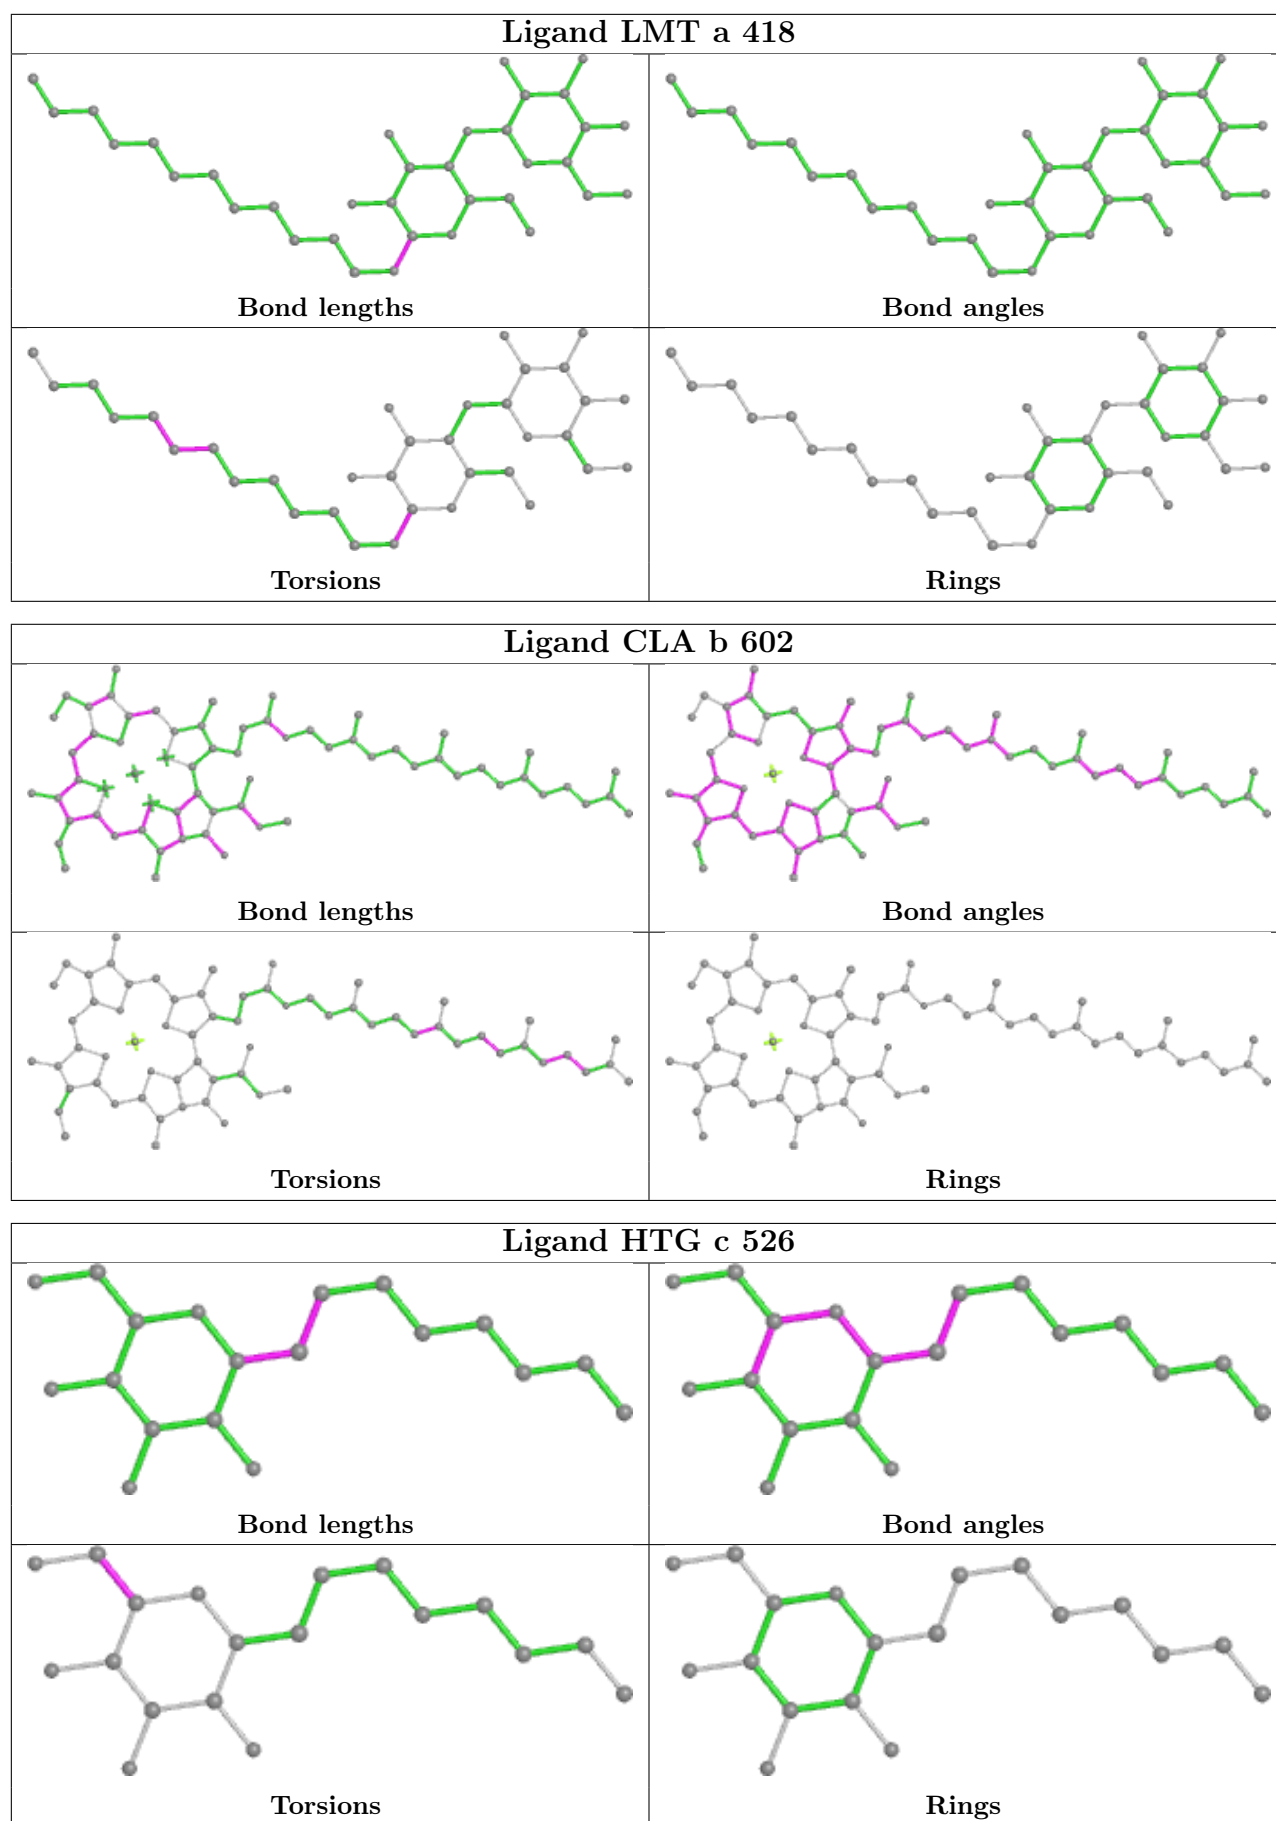 Ligand LMT a 418
Bond lengths
Bond angles
Torsions
Rings
Ligand CLA b 602
Bond lengths
Bond angles
Torsions
Rings
Ligand HTG c 526
Bond lengths
Bond angles
Torsions
Rings